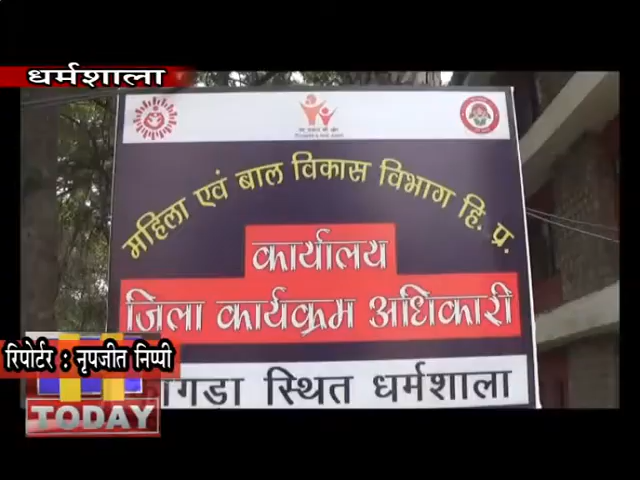 धर्मशाला
महिला एवं बाल विकास विभाग हि. प्र.
कार्यालय
जिला कार्यक्रम अधिकारी
स्थित धर्मशाला
रिपोर्टर : नृपजीत निप्पी
TODAY